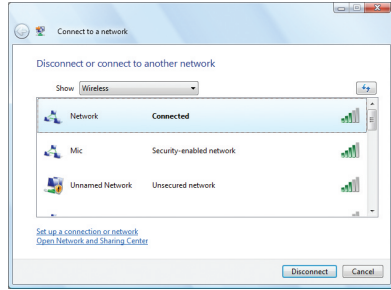 Connect to a network
Disconnect or connect to another network
Show Wireless
Network Connected
Mic Security-enabled network
Unnamed Network Unsecured network
Set up a connection or network
Open Network and Sharing Center
Disconnect Cancel